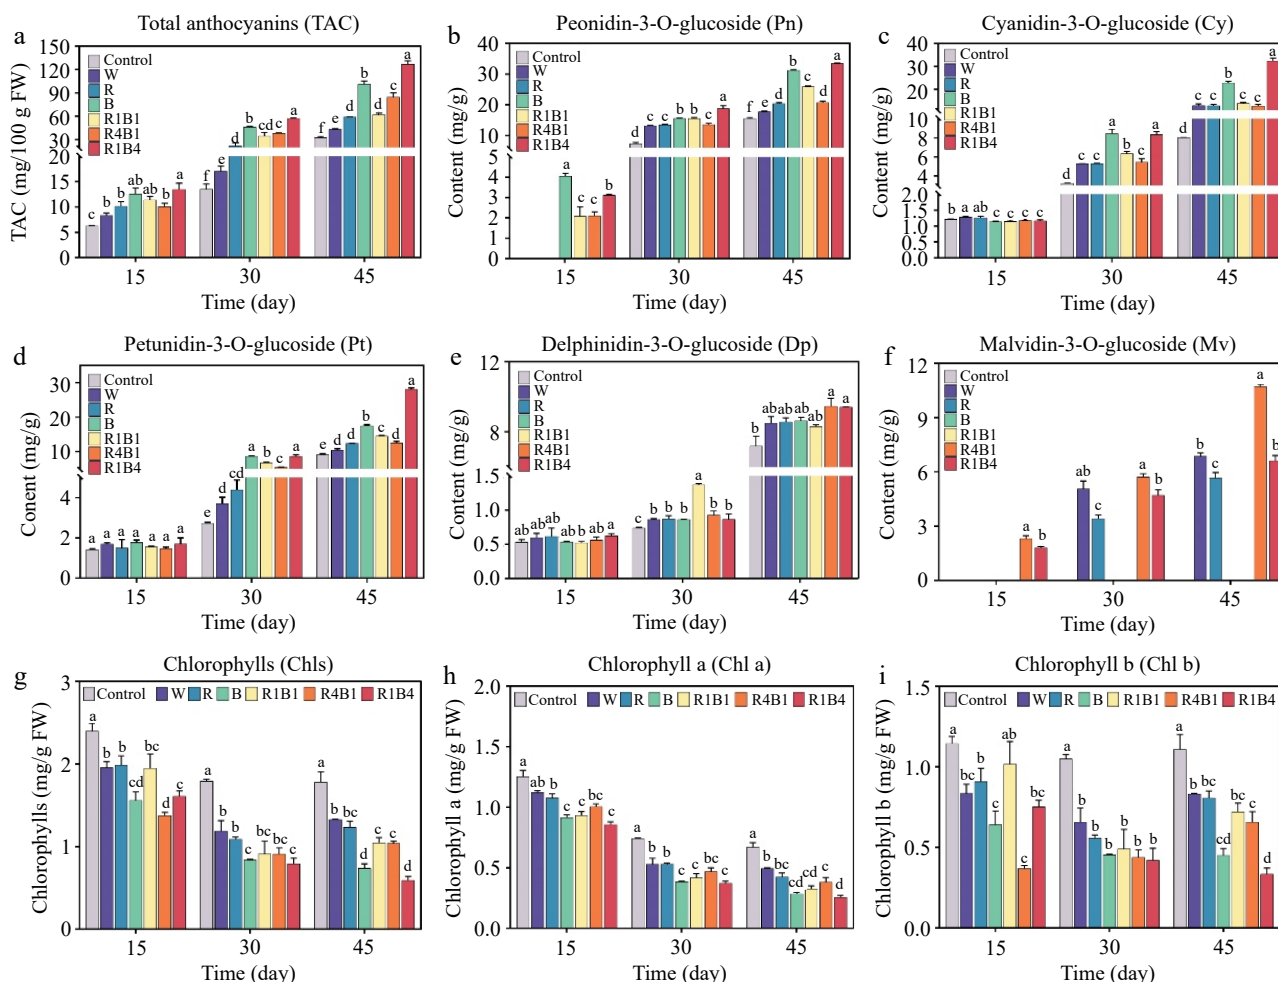 a
Total anthocyanins (TAC)
TAC (mg/100 g FW)
150
120
90
60
30
20
15
10
5
0
Control
W
R
B
R1B1
R4B1
R1B4
c b b ab ab b a
f e d b cd c a
f e d b d c a
15 30 45
Time (day)
b
Peonidin-3-O-glucoside (Pn)
Content (mg/g)
40
30
20
10
5
4
3
2
1
0
Control
W
R
B
R1B1
R4B1
R1B4
a c c b
d c c b b c a
f e d b c d a
15 30 45
Time (day)
c
Cyanidin-3-O-glucoside (Cy)
Content (mg/g)
40
30
20
10
8
6
4
2.0
1.5
1.0
0.5
0.0
Control
W
R
B
R1B1
R4B1
R1B4
b a ab c c c c
d c c a b c a
d c c b c c a
15 30 45
Time (day)
d
Petunidin-3-O-glucoside (Pt)
Concent (mg/g)
30
20
10
4
2
0
Control
W
R
B
R1B1
R4B1
R1B4
a a a a a a a
e d cd a b c a
e d d b c d a
15 30 45
Time (day)
e
Delphinidin-3-O-glucoside (Dp)
Content (mg/g)
12
8
1.5
1.0
0.5
0.0
Control
W
R
B
R1B1
R4B1
R1B4
ab ab ab ab b ab a
c b b b a b b
b ab ab ab ab a a
15 30 45
Time (day)
f
Malvidin-3-O-glucoside (Mv)
Content (mg/g)
12
9
6
3
0
Control
W
R
B
R1B1
R4B1
R1B4
a b
ab c a b
b c a b
15 30 45
Time (day)
g
Chlorophylls (Chls)
Chlorophylls (mg/g FW)
3
2
1
0
Control W R B R1B1 R4B1 R1B4
a b b cd bc d c
a b b c bc bc c
a b bc d bc bc d
15 30 45
Time (day)
h
Chlorophyll a (Chl a)
Chlorophyll a (mg/g FW)
2.0
1.5
1.0
0.5
0.0
Control W R B R1B1 R4B1 R1B4
a ab b c c bc c
a b b c c bc c
a b bc cd cd cd d
15 30 45
Time (day)
i
Chlorophyll b (Chl b)
Chlorophyll b (mg/g FW)
1.5
1.0
0.5
0.0
Control W R B R1B1 R4B1 R1B4
a bc b c ab c b
a b b b b b b
a b b c bc c d
15 30 45
Time (day)